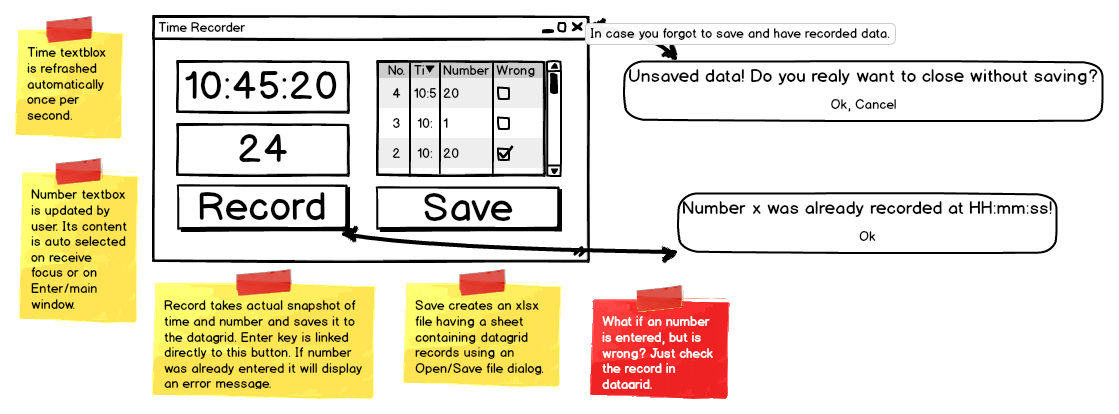 Time textblox
is refrashed
automatically
once per
second.
Number textbox
is updated by
user. Its content
is auto selected
on receive
focus or on
Enter/main
window.
Time Recorder
10:45:20
24
Record
No. Ti Number Wrong
4 10:5 20
3 10: 1
2 10: 20
Save
In case you forgot to save and have recorded data.
Unsaved data! Do you realy want to close without saving?
Ok, Cancel
Number x was already recorded at HH:mm:ss!
Ok
Record takes actual snapshot of
time and number and saves it to
the datagrid. Enter key is linked
directly to this button. If number
was already entered it will display
an error message.
Save creates an xlsx
file having a sheet
containing datagrid
records using an
Open/Save file dialog.
What if an number
is entered, but is
wrong? Just check
the record in
datagrid.